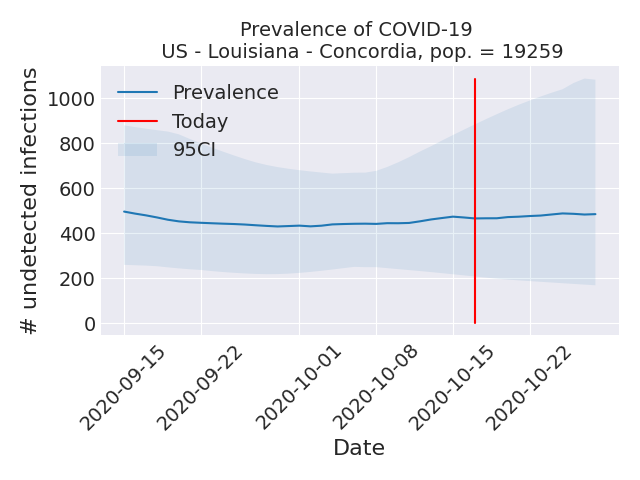 Prevalence of COVID-19
US - Louisiana - Concordia, pop. = 19259
# undetected infections
1000
800
600
400
200
0
Prevalence
Today
95CI
2020-09-15
2020-09-22
2020-10-01
2020-10-08
2020-10-15
2020-10-22
Date